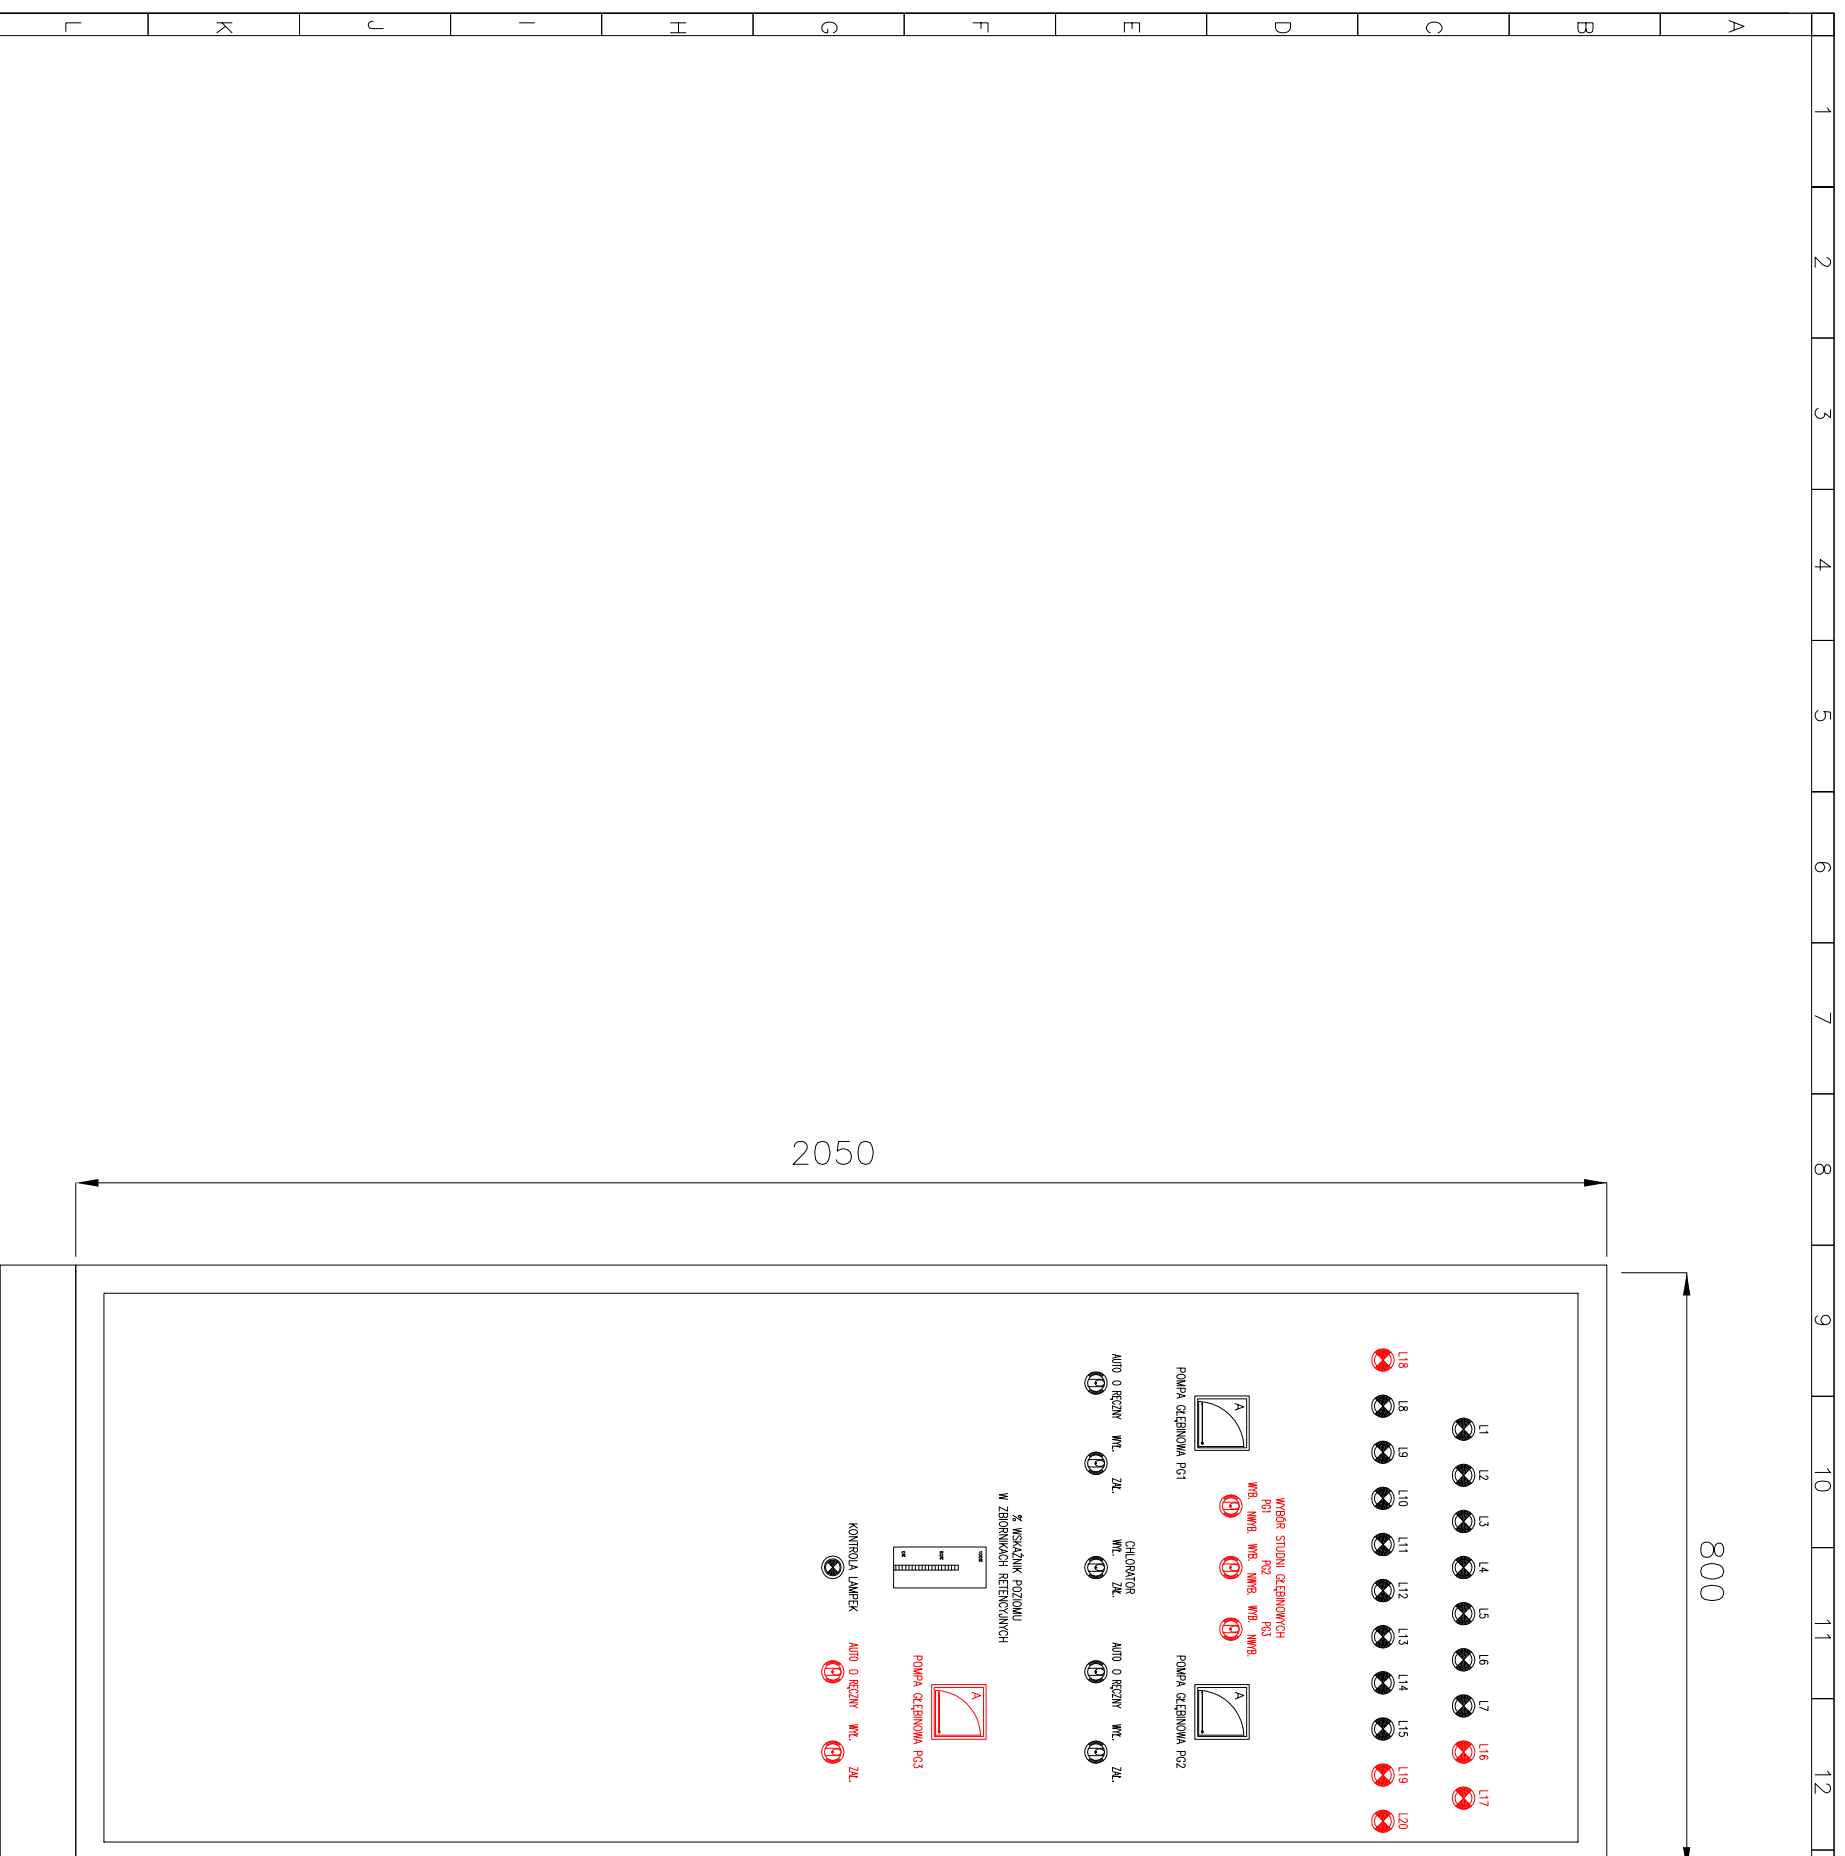 A
B
C
D
E
F
G
H
I
J
K
L
1
2
3
4
5
6
7
8
9
10
11
12
800
2050
L1
L2
L3
L4
L5
L6
L7
L16
L17
L18
L8
L9
L10
L11
L12
L13
L14
L15
L19
L20
WYBÓR STUDNI GŁĘBINOWYCH
PG1
PG2
PG3
WYB. NWYB. WYB. NWYB. WYB. NWYB.
A
POMPA GŁĘBINOWA PG1
A
POMPA GŁĘBINOWA PG2
CHLORATOR
AUTO O RĘCZNY
WYŁ. ZAŁ.
WYŁ. ZAŁ.
AUTO O RĘCZNY
WYŁ. ZAŁ.
% WSKAŹNIK POZIOMU
W ZBIORNIKACH RETENCYJNYCH
100%
50%
0%
A
POMPA GŁĘBINOWA PG3
KONTROLA LAMPEK
AUTO O RĘCZNY
WYŁ. ZAŁ.